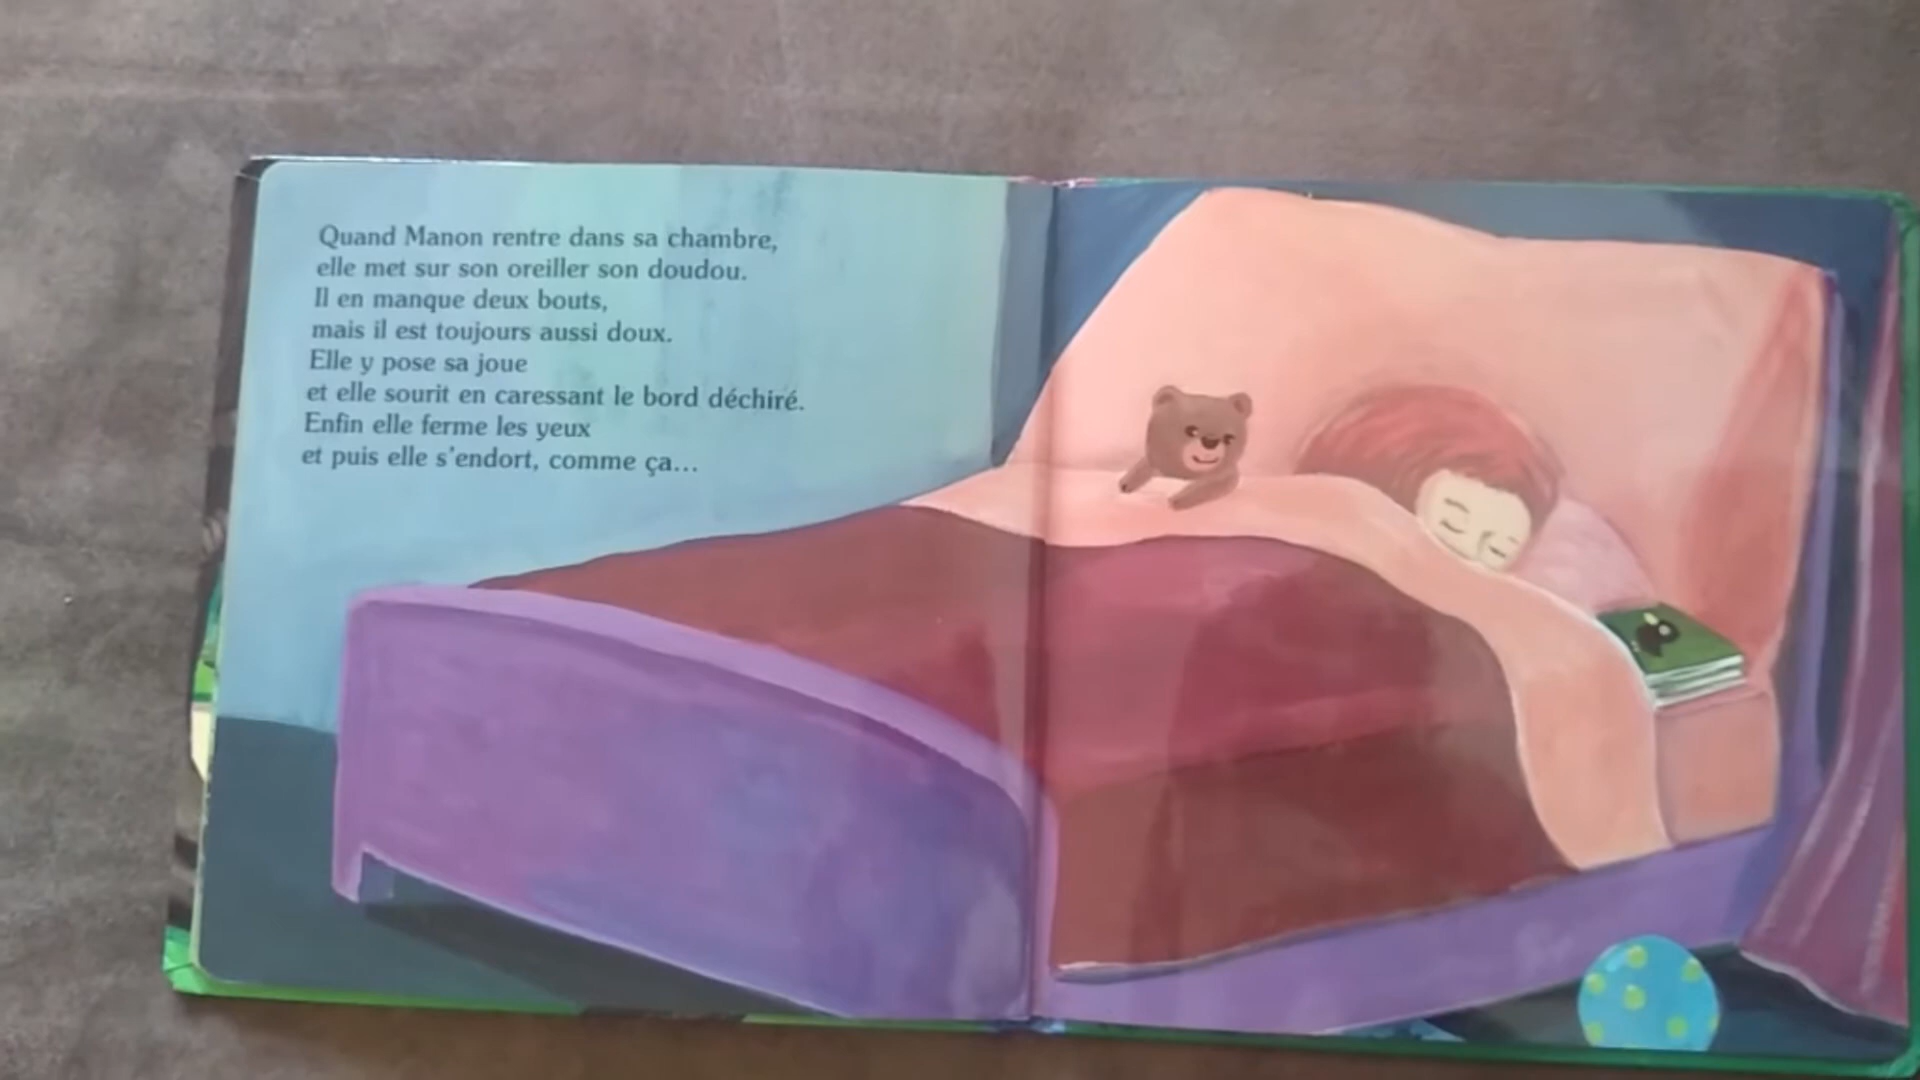 Quand Manon rentre dans sa chambre,
elle met sur son oreiller son doudou.
Il en manque deux bouts,
mais il est toujours aussi doux.
Elle y pose sa joue
et elle sourit en caressant le bord déchiré.
Enfin elle ferme les yeux
et puis elle s'endort, comme ça...